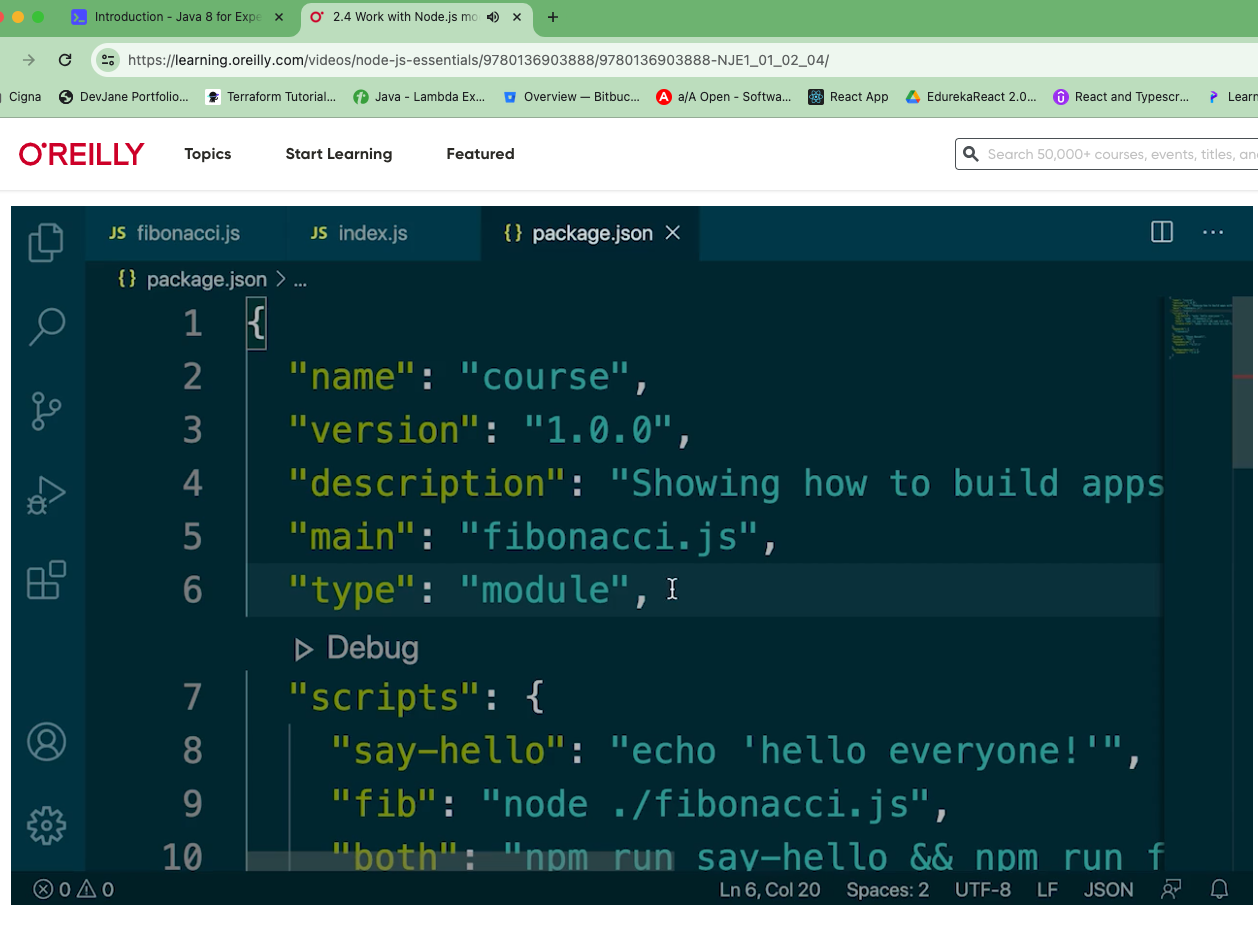 Introduction - Java 8 for Expe
2.4 Work with Node.js mo
https://learning.oreilly.com/videos/node-js-essentials/9780136903888/9780136903888-NJE1_01_02_04/
Cigna DevJane Portfolio... Terraform Tutorial... Java - Lambda Ex... Overview — Bitbuc... a/A Open - Softwa... React App EdurekaReact 2.0... React and Typescr... Learn
O'REILLY Topics Start Learning Featured Search 50,000+ courses, events, titles, an
JS fibonacci.js JS index.js {} package.json
{} package.json > ...
1 {
2 "name": "course",
3 "version": "1.0.0",
4 "description": "Showing how to build apps
5 "main": "fibonacci.js",
6 "type": "module",
Debug
7 "scripts": {
8 "say-hello": "echo 'hello everyone!'",
9 "fib": "node ./fibonacci.js",
10 "both": "npm run say-hello && npm run f
0 0 Ln 6, Col 20 Spaces: 2 UTF-8 LF JSON